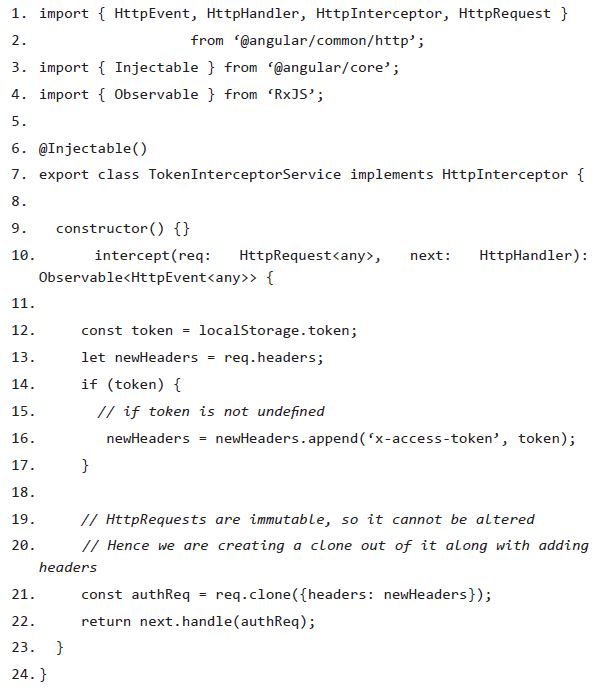 1. import { HttpEvent, HttpHandler, HttpInterceptor, HttpRequest }
2. from ‘@angular/common/http’;
3. import { Injectable } from ‘@angular/core’;
4. import { Observable } from ‘RxJS’;
5.
6. @Injectable()
7. export class TokenInterceptorService implements HttpInterceptor {
8.
9. constructor() {}
10. intercept(req: HttpRequest<any>, next: HttpHandler):
Observable<HttpEvent<any>> {
11.
12. const token = localStorage.token;
13. let newHeaders = req.headers;
14. if (token) {
15. // if token is not undefined
16. newHeaders = newHeaders.append(‘x-access-token’, token);
17. }
18.
19. // HttpRequests are immutable, so it cannot be altered
20. // Hence we are creating a clone out of it along with adding
headers
21. const authReq = req.clone({headers: newHeaders});
22. return next.handle(authReq);
23. }
24. }